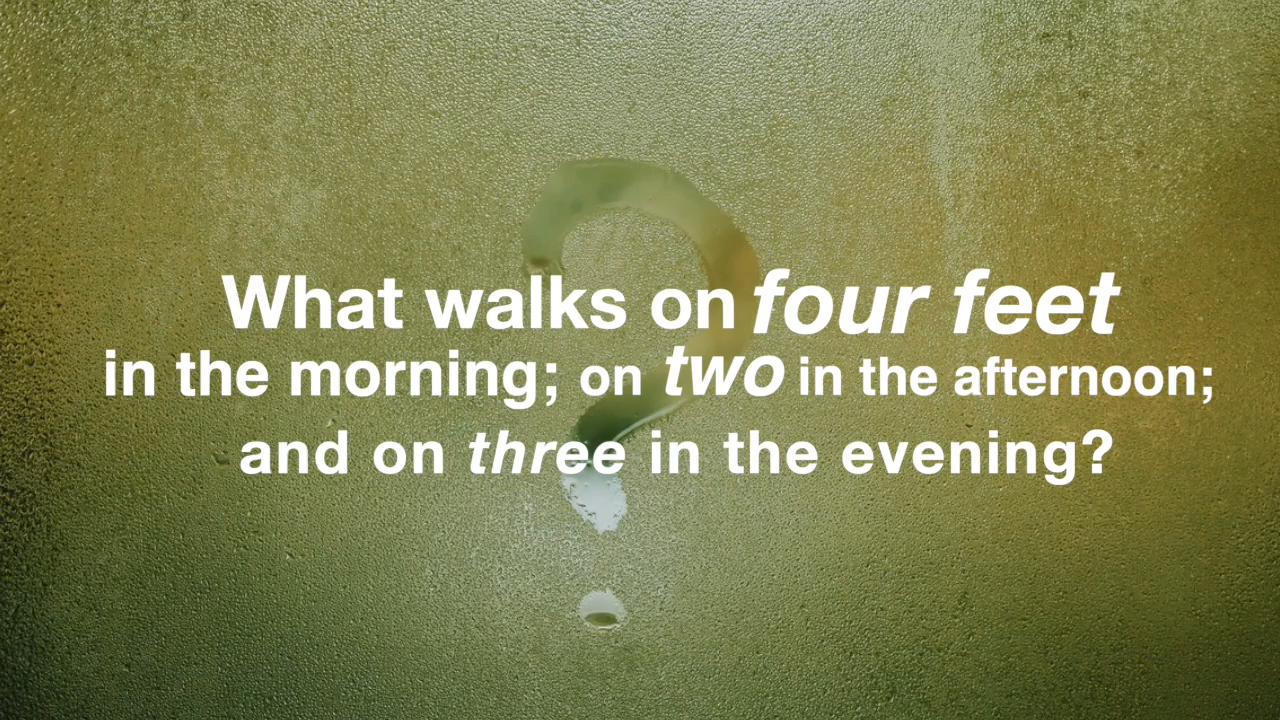 What walks on four feet
in the morning; on two in the afternoon;
and on three in the evening?